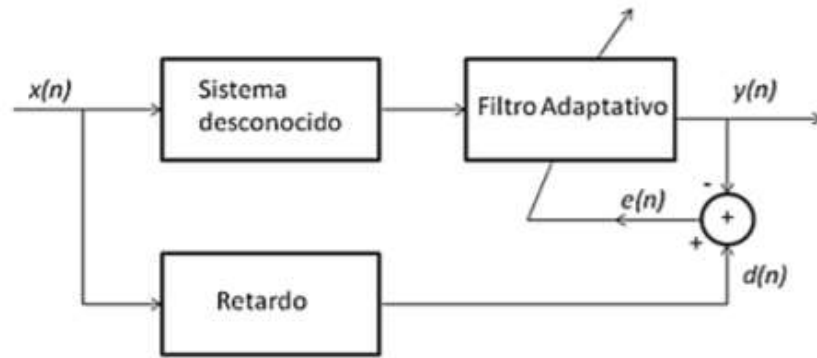 x(n)
Sistema
desconocido
Filtro Adaptativo
y(n)
-
e(n)
+
+
d(n)
Retardo